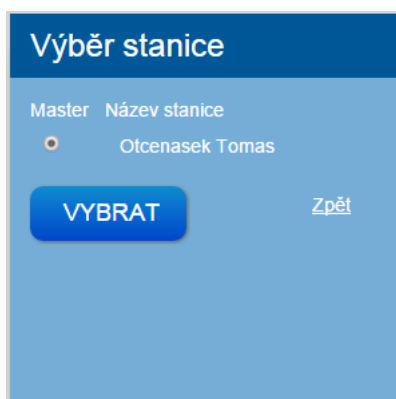 Výběr stanice
Master Název stanice
Otcenasek Tomas
VYBRAT Zpět